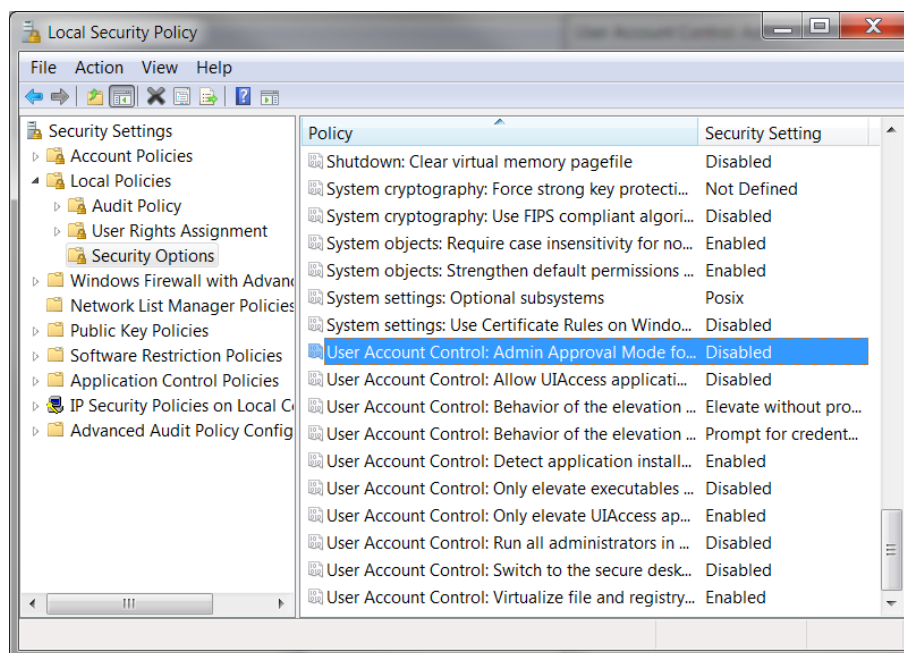 Local Security Policy
File Action View Help
Security Settings
Account Policies
Local Policies
Audit Policy
User Rights Assignment
Security Options
Windows Firewall with Advan
Network List Manager Policies
Public Key Policies
Software Restriction Policies
Application Control Policies
IP Security Policies on Local C
Advanced Audit Policy Config
Policy Security Setting
Shutdown: Clear virtual memory pagefile Disabled
System cryptography: Force strong key protecti... Not Defined
System cryptography: Use FIPS compliant algori... Disabled
System objects: Require case insensitivity for no... Enabled
System objects: Strengthen default permissions ... Enabled
System settings: Optional subsystems Posix
System settings: Use Certificate Rules on Windo... Disabled
User Account Control: Admin Approval Mode fo... Disabled
User Account Control: Allow UIAccess applicati... Disabled
User Account Control: Behavior of the elevation ... Elevate without pro...
User Account Control: Behavior of the elevation ... Prompt for credent...
User Account Control: Detect application install... Enabled
User Account Control: Only elevate executables ... Disabled
User Account Control: Only elevate UIAccess ap... Enabled
User Account Control: Run all administrators in ... Disabled
User Account Control: Switch to the secure desk... Disabled
User Account Control: Virtualize file and registry... Enabled